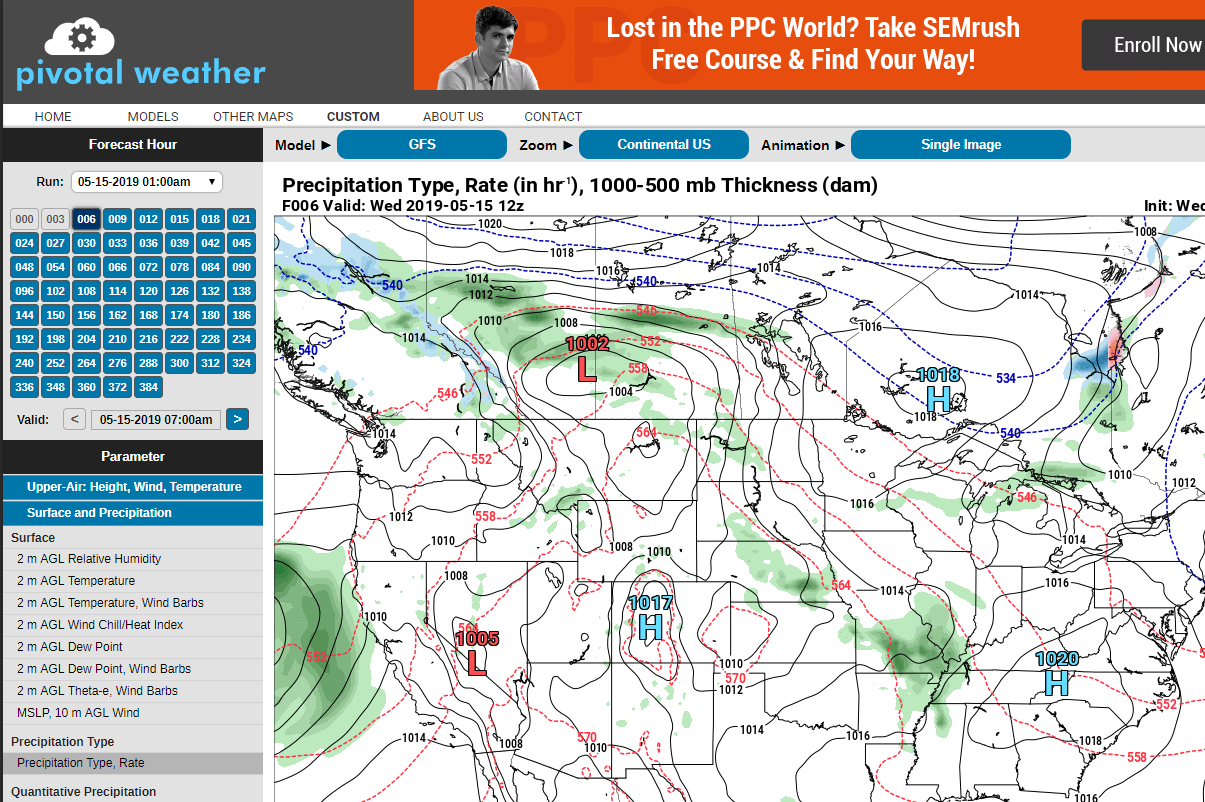 pivotal weather
PPC
Lost in the PPC World? Take SEMrush
Free Course & Find Your Way!
Enroll Now
HOME MODELS OTHER MAPS CUSTOM ABOUT US CONTACT
Forecast Hour
Model ► GFS Zoom ► Continental US Animation ► Single Image
Run: 05-15-2019 01:00am ▼
000 003 006 009 012 015 018 021
024 027 030 033 036 039 042 045
048 054 060 066 072 078 084 090
096 102 108 114 120 126 132 138
144 150 156 162 168 174 180 186
192 198 204 210 216 222 228 234
240 252 264 276 288 300 312 324
336 348 360 372 384
Valid: < 05-15-2019 07:00am >
Parameter
Upper-Air: Height, Wind, Temperature
Surface and Precipitation
Surface
2 m AGL Relative Humidity
2 m AGL Temperature
2 m AGL Temperature, Wind Barbs
2 m AGL Wind Chill/Heat Index
2 m AGL Dew Point
2 m AGL Dew Point, Wind Barbs
2 m AGL Theta-e, Wind Barbs
MSLP, 10 m AGL Wind
Precipitation Type
Precipitation Type, Rate
Quantitative Precipitation
Precipitation Type, Rate (in hr⁻¹), 1000-500 mb Thickness (dam)
F006 Valid: Wed 2019-05-15 12z
Init: Wed
1020
1008
1018
1016
1014
1014
540
540
1012
1014
1010
1008
546
1016
1014
552
1002
L
540
558
1018
H
534
546
1004
1018
1014
564
540
552
1010
1012
546
1016
1012
558
1010
1014
1008
1010
1008
564
1014
1016
1017
H
1010
564
1005
L
552
1010
570
1012
1020
H
552
1014
1008
570
1010
1014
1016
1018
558
1016